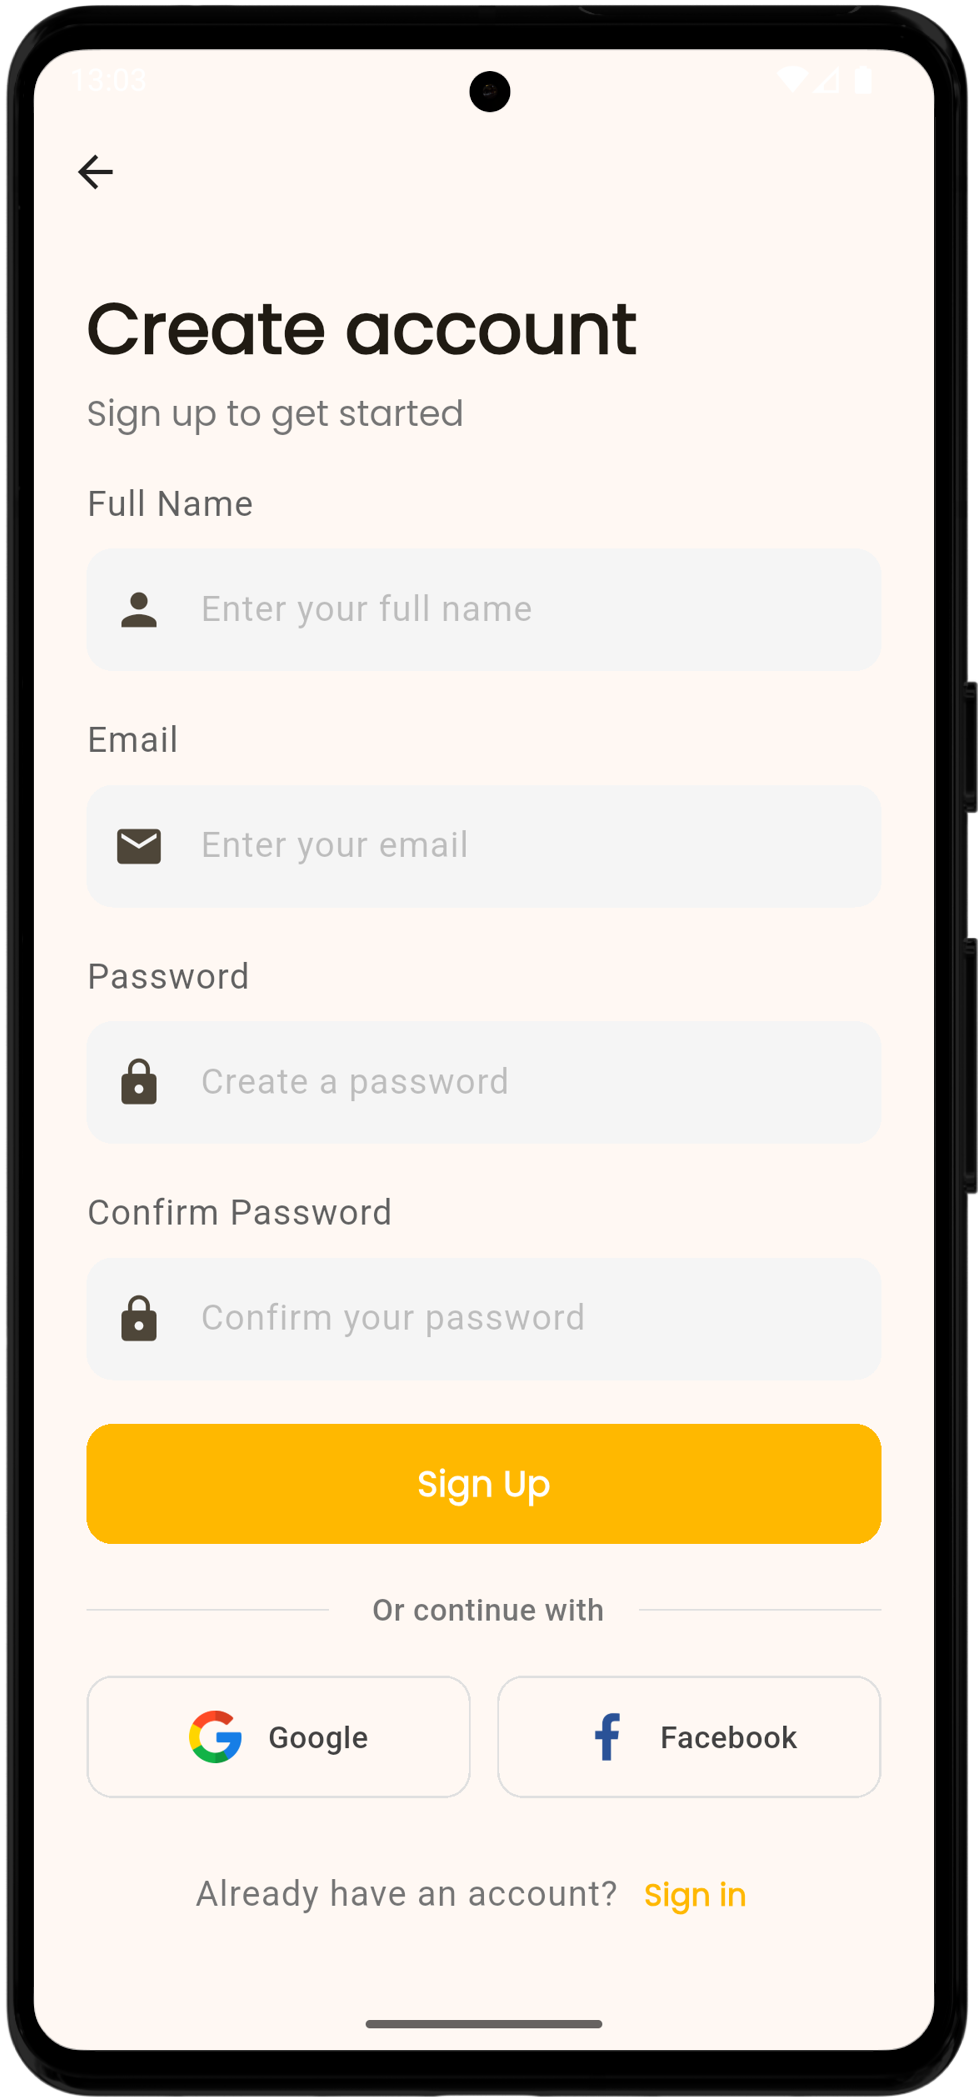 13:03
Create account
Sign up to get started
Full Name
Enter your full name
Email
Enter your email
Password
Create a password
Confirm Password
Confirm your password
Sign Up
Or continue with
Google
Facebook
Already have an account? Sign in